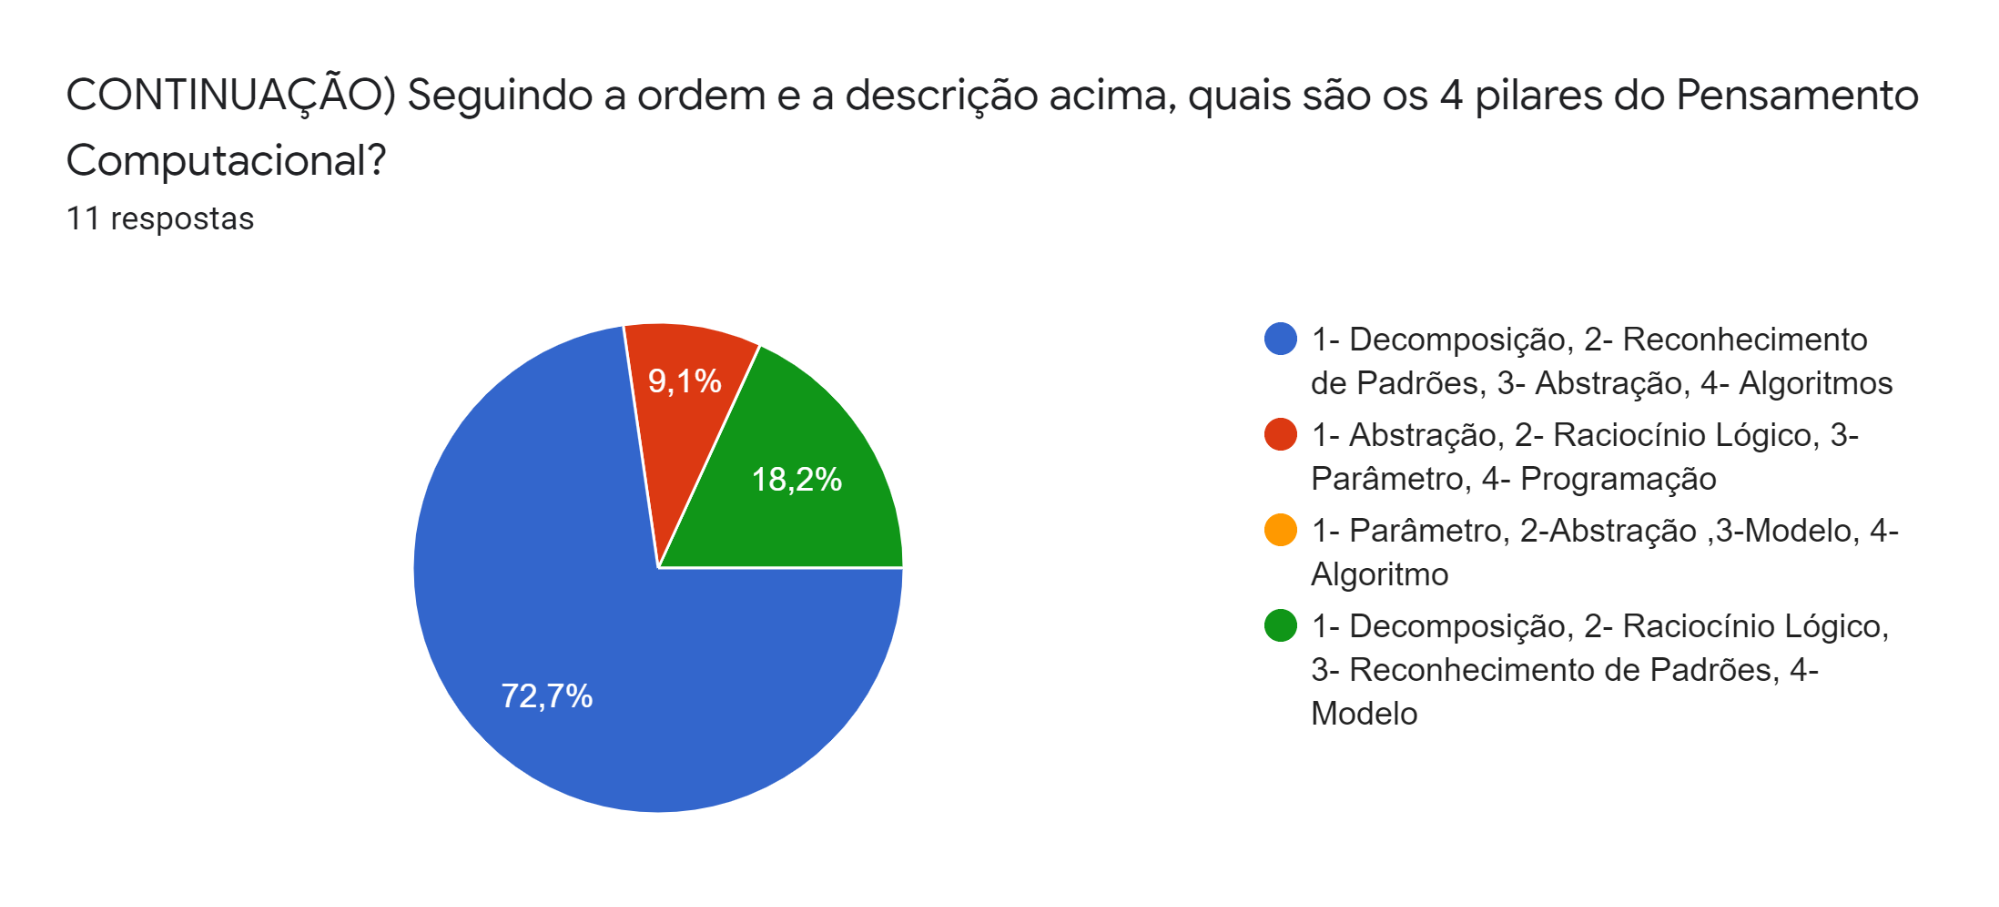 CONTINUAÇÃO) Seguindo a ordem e a descrição acima, quais são os 4 pilares do Pensamento
Computacional?
11 respostas
9,1%
18,2%
72,7%
1- Decomposição, 2- Reconhecimento
de Padrões, 3- Abstração, 4- Algoritmos
1- Abstração, 2- Raciocínio Lógico, 3-
Parâmetro, 4- Programação
1- Parâmetro, 2-Abstração ,3-Modelo, 4-
Algoritmo
1- Decomposição, 2- Raciocínio Lógico,
3- Reconhecimento de Padrões, 4-
Modelo